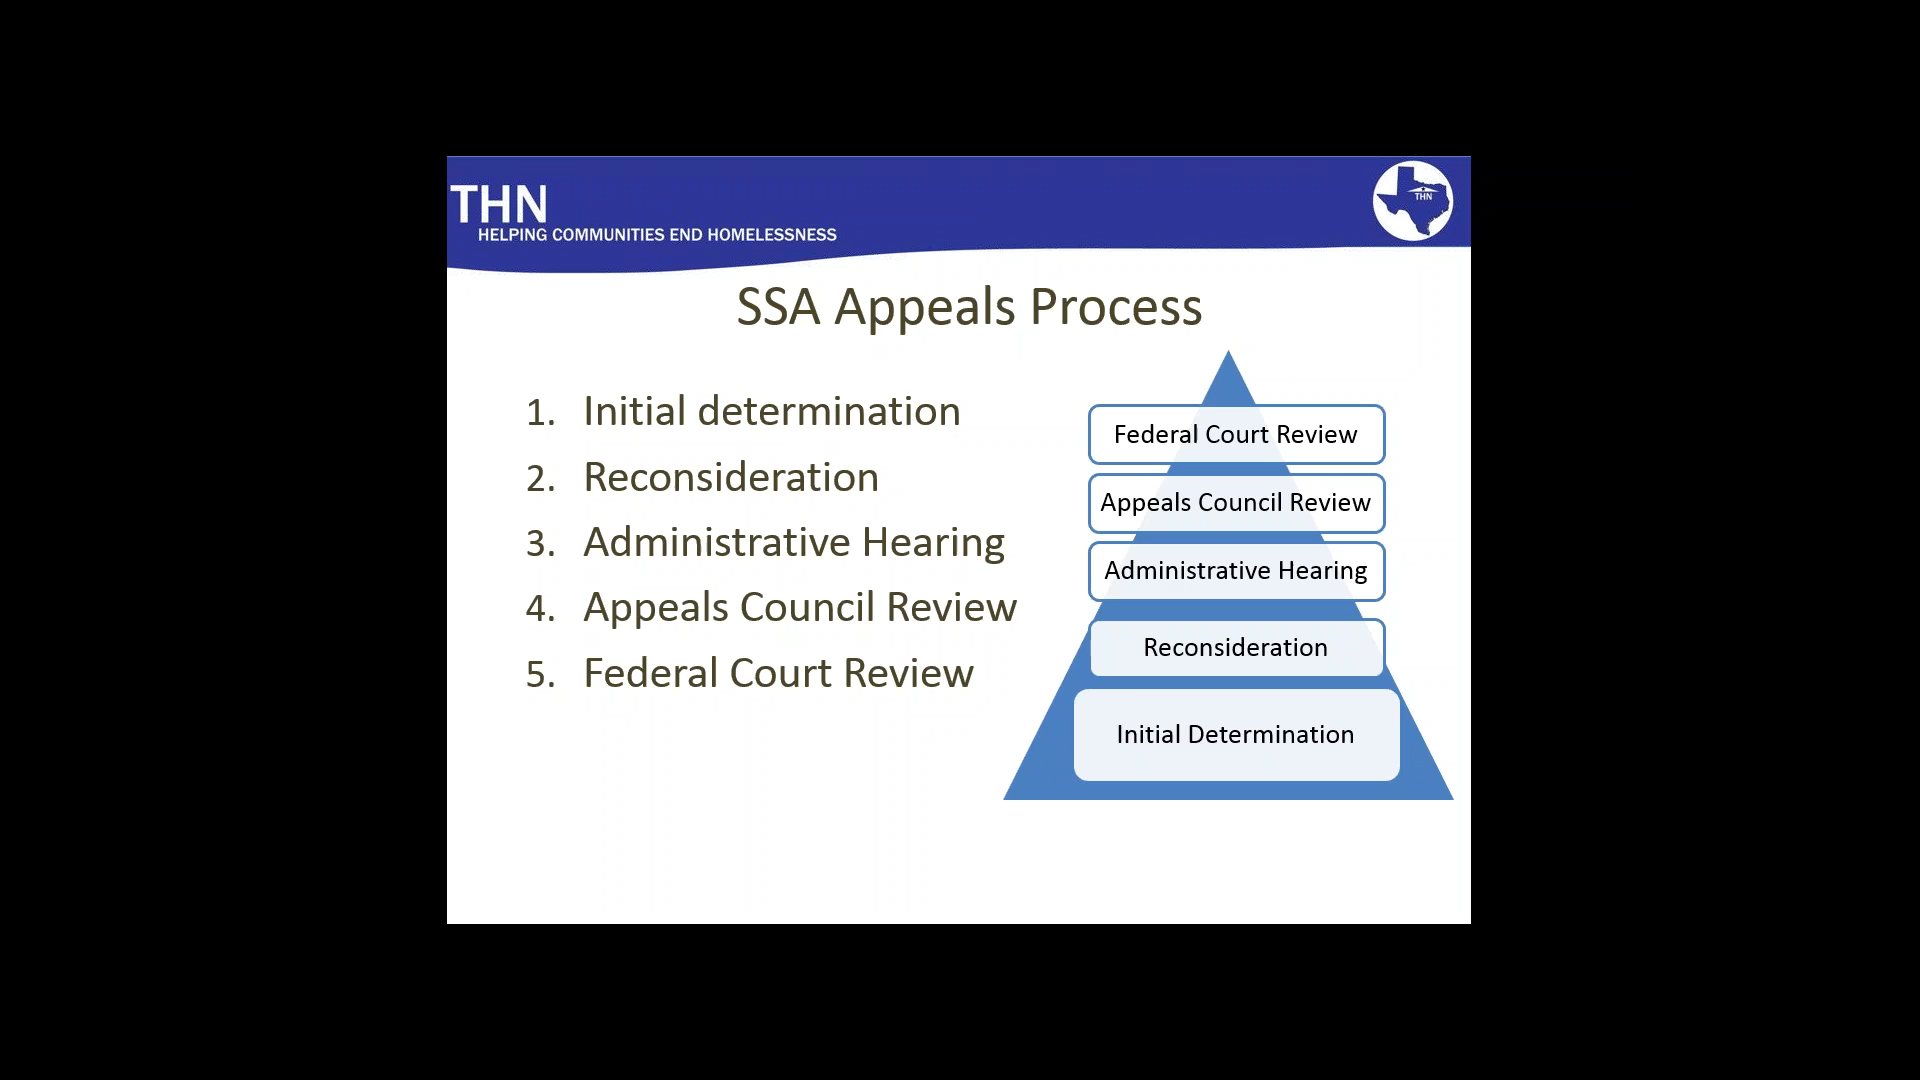 THN
HELPING COMMUNITIES END HOMELESSNESS
THN
SSA Appeals Process
1. Initial determination
2. Reconsideration
3. Administrative Hearing
4. Appeals Council Review
5. Federal Court Review
Federal Court Review
Appeals Council Review
Administrative Hearing
Reconsideration
Initial Determination